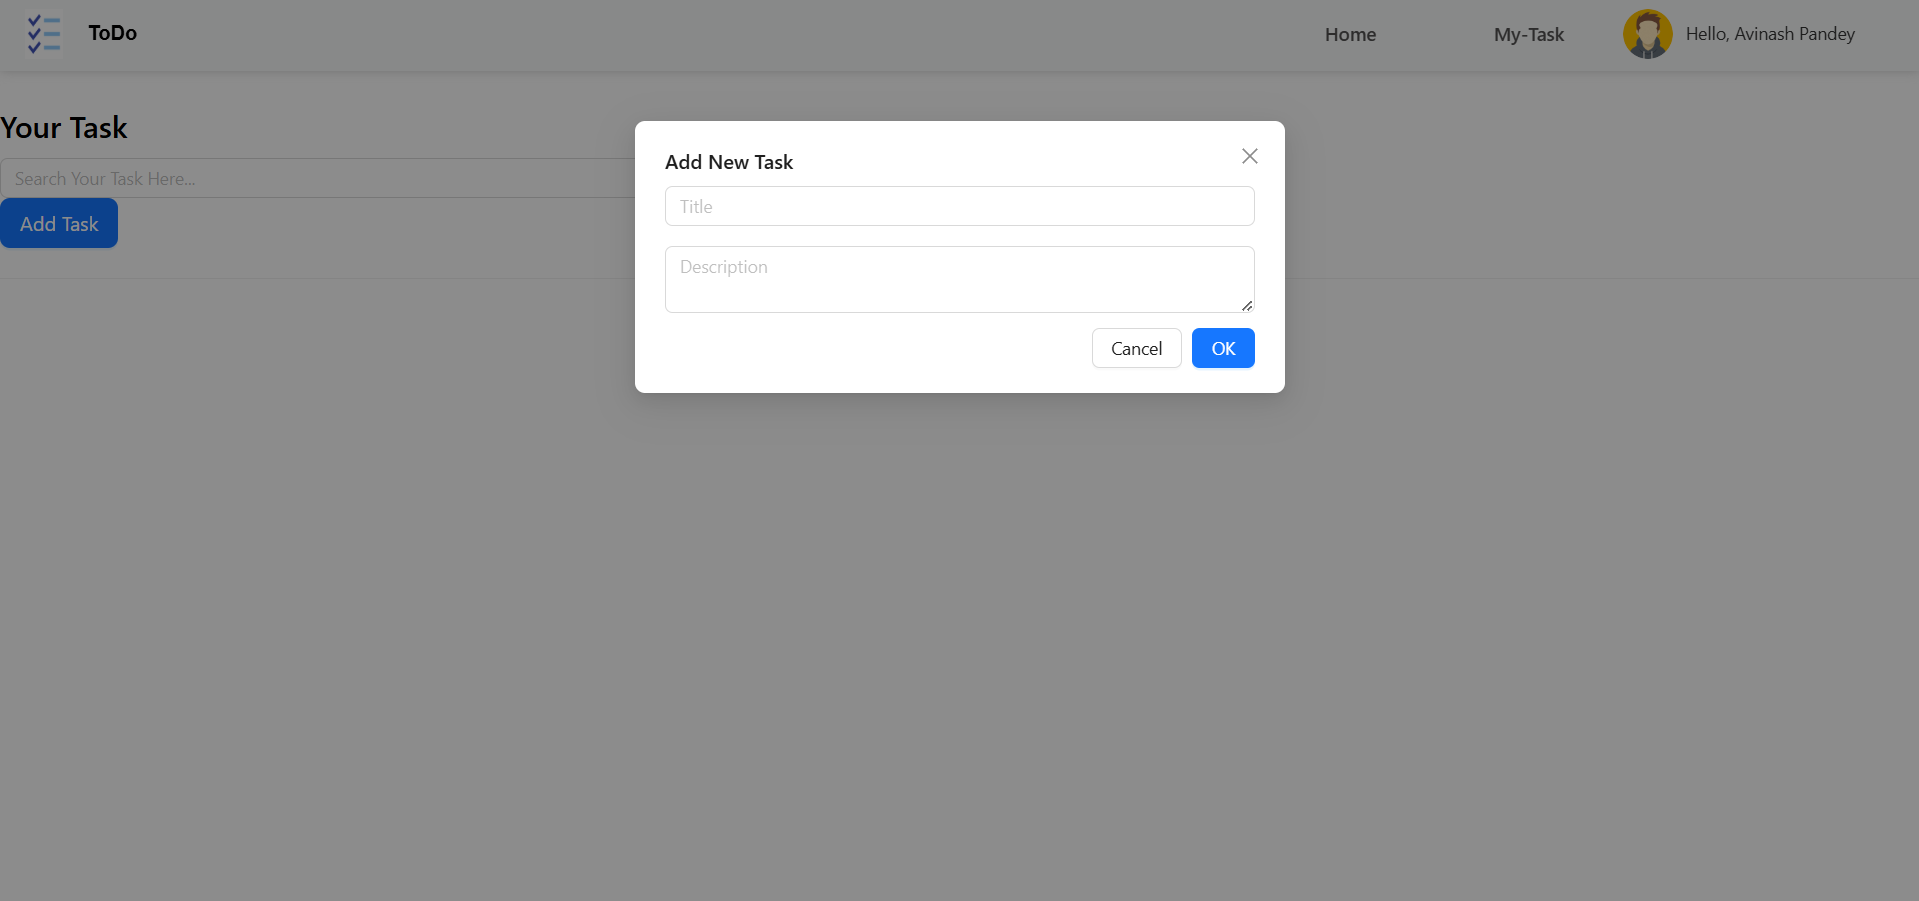 ToDo
Home
My-Task
Hello, Avinash Pandey
Your Task
Search Your Task Here...
Add Task
Add New Task
Title
Description
Cancel
OK